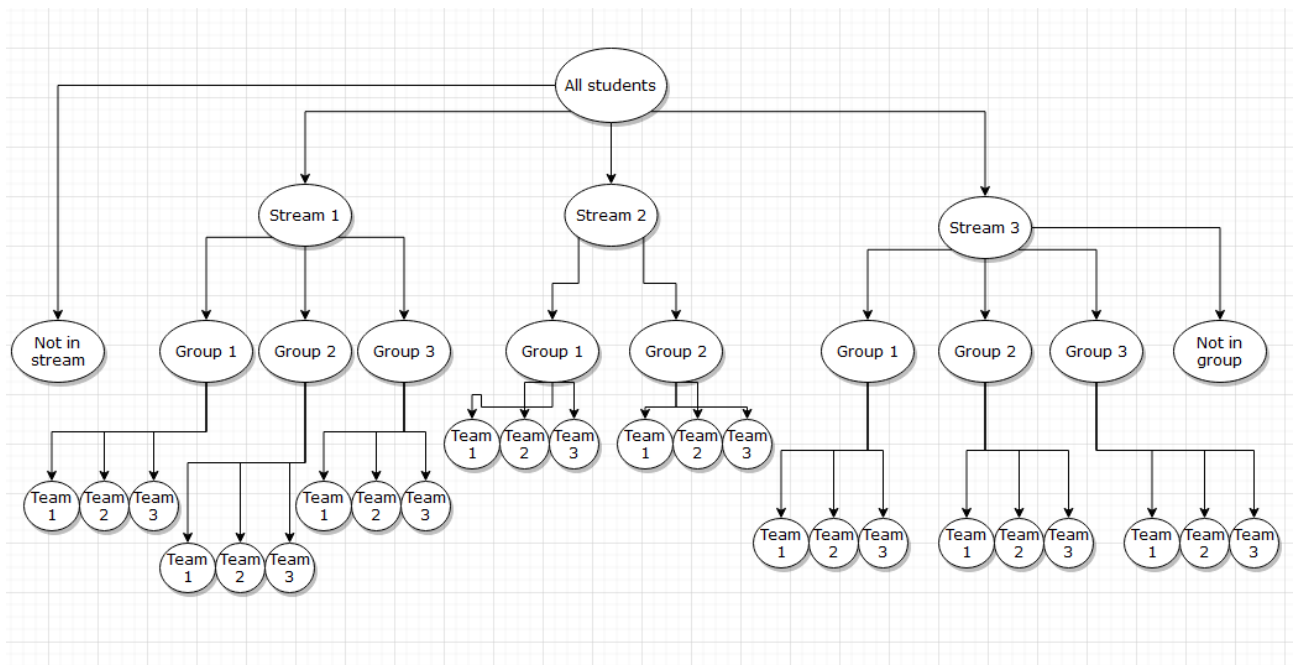 All students
Stream 1
Stream 2
Stream 3
Not in
stream
Group 1
Group 2
Group 3
Group 1
Group 2
Group 1
Group 2
Group 3
Not in
group
Team
1
Team
2
Team
3
Team
1
Team
2
Team
3
Team
1
Team
2
Team
3
Team
1
Team
2
Team
3
Team
1
Team
2
Team
3
Team
1
Team
2
Team
3
Team
1
Team
2
Team
3
Team
1
Team
2
Team
3